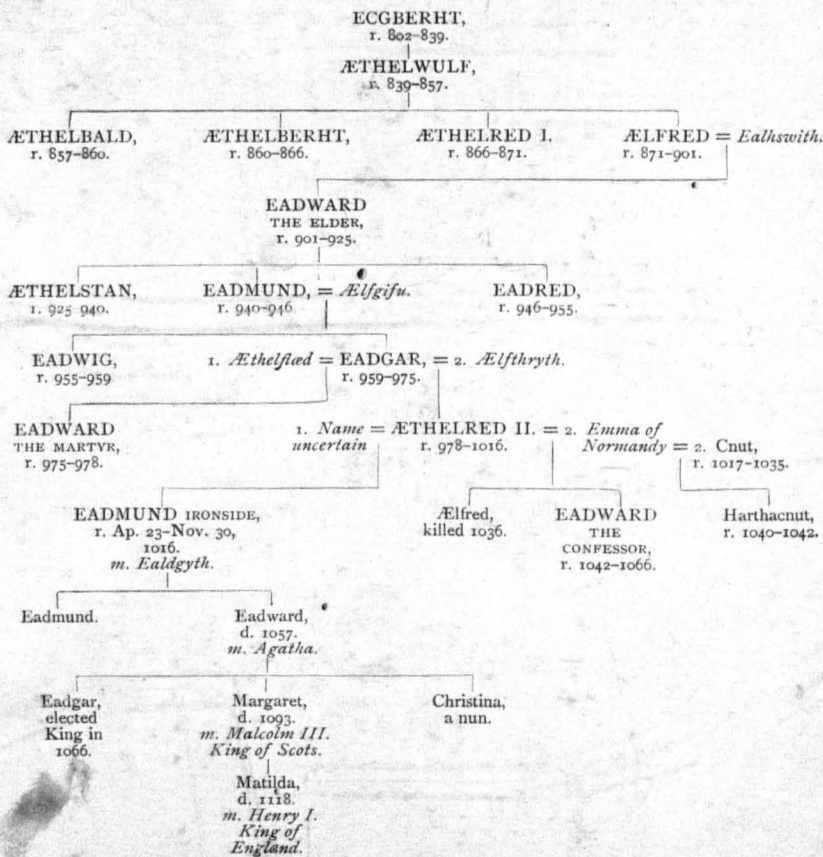 ECGBERHT,
r. 802–839.
ÆTHELWULF,
r. 839–857.
ÆTHELBALD,
r. 857–860.
ÆTHELBERHT,
r. 860–866.
ÆTHELRED I.
r. 866–871.
ÆLFRED = Ealhswith.
r. 871–901.
EADWARD
THE ELDER,
r. 901–925.
ÆTHELSTAN,
r. 925 940.
EADMUND, = Ælfgifu.
r. 940–946
EADRED,
r. 946–955.
EADWIG,
r. 955–959
1. Æthelflæd = EADGAR, = 2. Ælfthryth.
r. 959–975.
EADWARD
THE MARTYR,
r. 975–978.
1. Name = ÆTHELRED II. = 2. Emma of
uncertain
r. 978–1016.
Normandy = 2. Cnut,
r. 1017–1035.
EADMUND IRONSIDE,
r. Ap. 23–Nov. 30,
1016.
m. Ealdgyth.
Ælfred,
killed 1036.
EADWARD
THE
CONFESSOR,
r. 1042–1066.
Harthacnut,
r. 1040–1042.
Eadmund.
Eadward,
d. 1057.
m. Agatha.
Eadgar,
elected
King in
1066.
Margaret,
d. 1093.
m. Malcolm III.
King of Scots.
Christina,
a nun.
Matilda,
d. 1118.
m. Henry I.
King of
England.